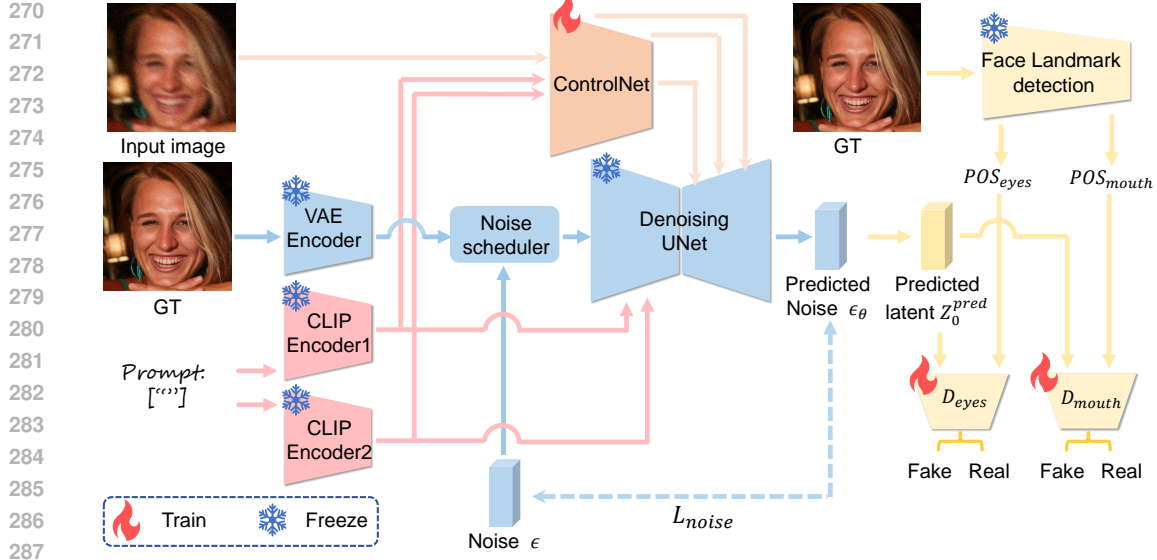 270
271
272
273
274
275
276
277
278
279
280
281
282
283
284
285
286
287
Input image
GT
VAE
Encoder
CLIP
Encoder1
CLIP
Encoder2
Prompt:
[“”]
Train
Freeze
Noise
scheduler
Noise ϵ
ControlNet
Denoising
UNet
Predicted
Noise ϵ_θ
L_noise
GT
Face Landmark
detection
POS_eyes
POS_mouth
Predicted
latent Z_0^pred
D_eyes
D_mouth
Fake Real
Fake Real